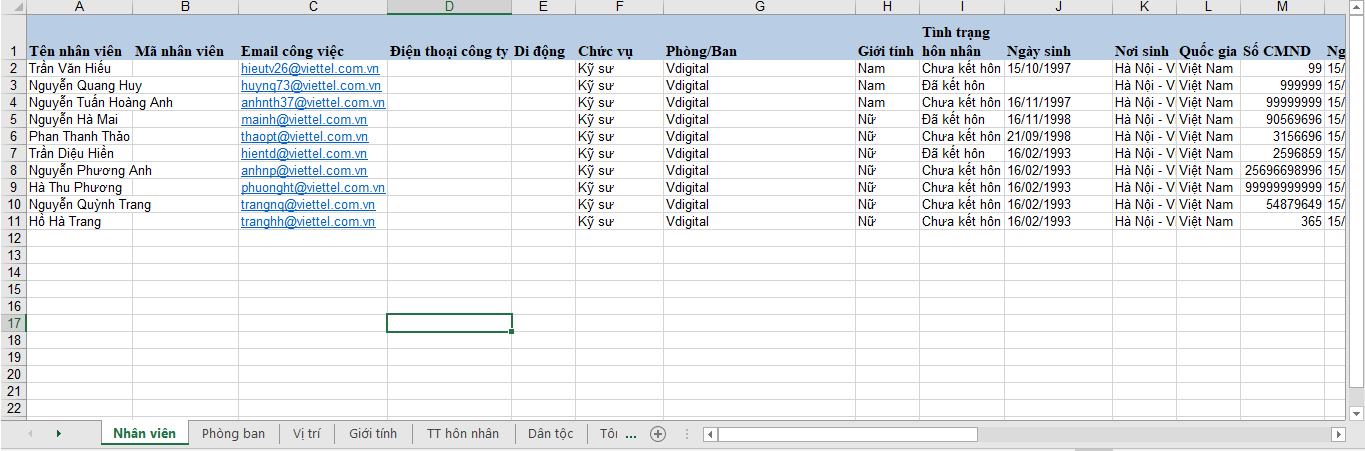 A B C D E F G H I J K L M
1 Tên nhân viên Mã nhân viên Email công việc Điện thoại công ty Di động Chức vụ Phòng/Ban Giới tính Tình trạng hôn nhân Ngày sinh Nơi sinh Quốc gia Số CMND Ng
2 Trần Văn Hiếu hieutv26@viettel.com.vn Kỹ sư Vdigital Nam Chưa kết hôn 15/10/1997 Hà Nội - V Việt Nam 99 15/
3 Nguyễn Quang Huy huynq73@viettel.com.vn Kỹ sư Vdigital Nam Đã kết hôn Hà Nội - V Việt Nam 999999 15/
4 Nguyễn Tuấn Hoàng Anh anhnth37@viettel.com.vn Kỹ sư Vdigital Nam Chưa kết hôn 16/11/1997 Hà Nội - V Việt Nam 99999999 15/
5 Nguyễn Hà Mai mainh@viettel.com.vn Kỹ sư Vdigital Nữ Đã kết hôn 16/11/1998 Hà Nội - V Việt Nam 90569696 15/
6 Phan Thanh Thảo thaopt@viettel.com.vn Kỹ sư Vdigital Nữ Chưa kết hôn 21/09/1998 Hà Nội - V Việt Nam 3156696 15/
7 Trần Diệu Hiền hientd@viettel.com.vn Kỹ sư Vdigital Nữ Đã kết hôn 16/02/1993 Hà Nội - V Việt Nam 2596859 15/
8 Nguyễn Phương Anh anhnp@viettel.com.vn Kỹ sư Vdigital Nữ Chưa kết hôn 16/02/1993 Hà Nội - V Việt Nam 25696698996 15/
9 Hà Thu Phương phuonght@viettel.com.vn Kỹ sư Vdigital Nữ Chưa kết hôn 16/02/1993 Hà Nội - V Việt Nam 99999999999 15/
10 Nguyễn Quỳnh Trang trangnq@viettel.com.vn Kỹ sư Vdigital Nữ Chưa kết hôn 16/02/1993 Hà Nội - V Việt Nam 54879649 15/
11 Hồ Hà Trang tranghh@viettel.com.vn Kỹ sư Vdigital Nữ Chưa kết hôn 16/02/1993 Hà Nội - V Việt Nam 365 15/
12
13
14
15
16
17
18
19
20
21
22
Nhân viên Phòng ban Vị trí Giới tính TT hôn nhân Dân tộc Tôi ...